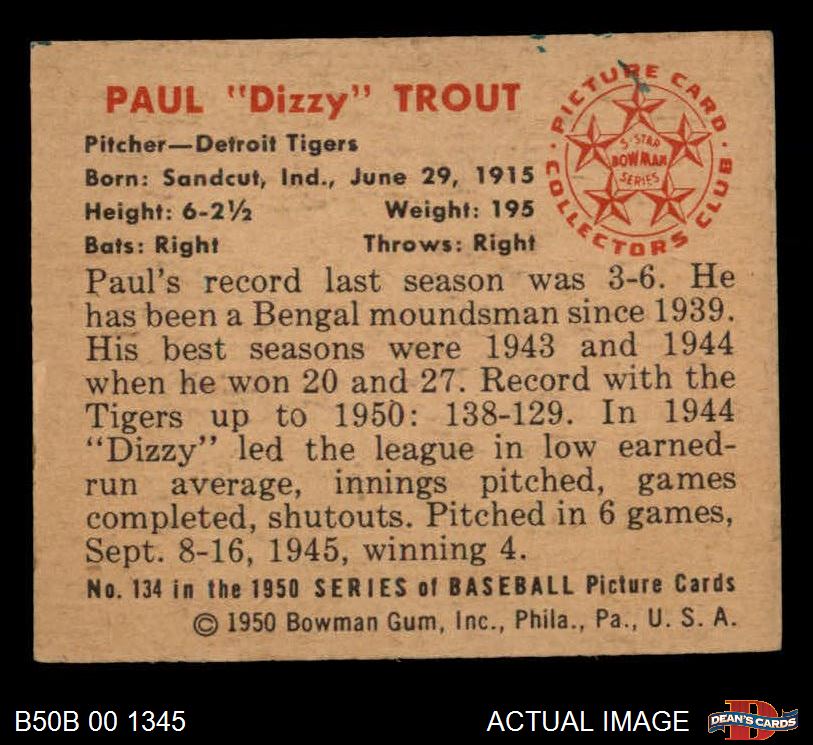 PAUL "Dizzy" TROUT
Pitcher—Detroit Tigers
Born: Sandcut, Ind., June 29, 1915
Height: 6-2½ Weight: 195
Bats: Right Throws: Right
PICTURE CARD
COLLECTORS CLUB
5-STAR
BOWMAN
SERIES
Paul's record last season was 3-6. He
has been a Bengal moundsman since 1939.
His best seasons were 1943 and 1944
when he won 20 and 27. Record with the
Tigers up to 1950: 138-129. In 1944
"Dizzy" led the league in low earned-
run average, innings pitched, games
completed, shutouts. Pitched in 6 games,
Sept. 8-16, 1945, winning 4.
No. 134 in the 1950 SERIES of BASEBALL Picture Cards
© 1950 Bowman Gum, Inc., Phila., Pa., U. S. A.
B50B 00 1345
ACTUAL IMAGE
D
DEAN'S CARDS